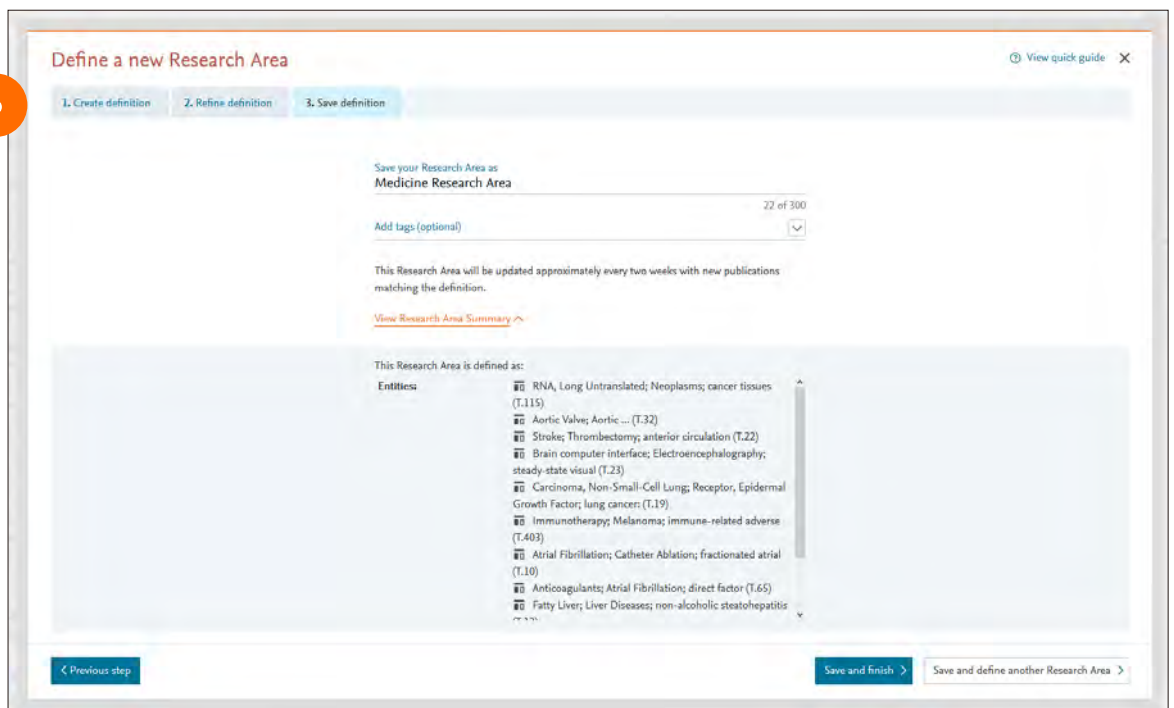 Define a new Research Area
View quick guide
1. Create definition 2. Refine definition 3. Save definition
Save your Research Area as
Medicine Research Area
22 of 300
Add tags (optional)
This Research Area will be updated approximately every two weeks with new publications
matching the definition.
View Research Area Summary
This Research Area is defined as:
Entities: RNA, Long Untranslated; Neoplasms; cancer tissues
(T.115)
Aortic Valve; Aortic ... (T.32)
Stroke; Thrombectomy; anterior circulation (T.22)
Brain computer interface; Electroencephalography;
steady-state visual (T.23)
Carcinoma, Non-Small-Cell Lung; Receptor, Epidermal
Growth Factor; lung cancer: (T.19)
Immunotherapy; Melanoma; immune-related adverse
(T.403)
Atrial Fibrillation; Catheter Ablation; fractionated atrial
(T.10)
Anticoagulants; Atrial Fibrillation; direct factor (T.65)
Fatty Liver; Liver Diseases; non-alcoholic steatohepatitis
Previous step
Save and finish
Save and define another Research Area